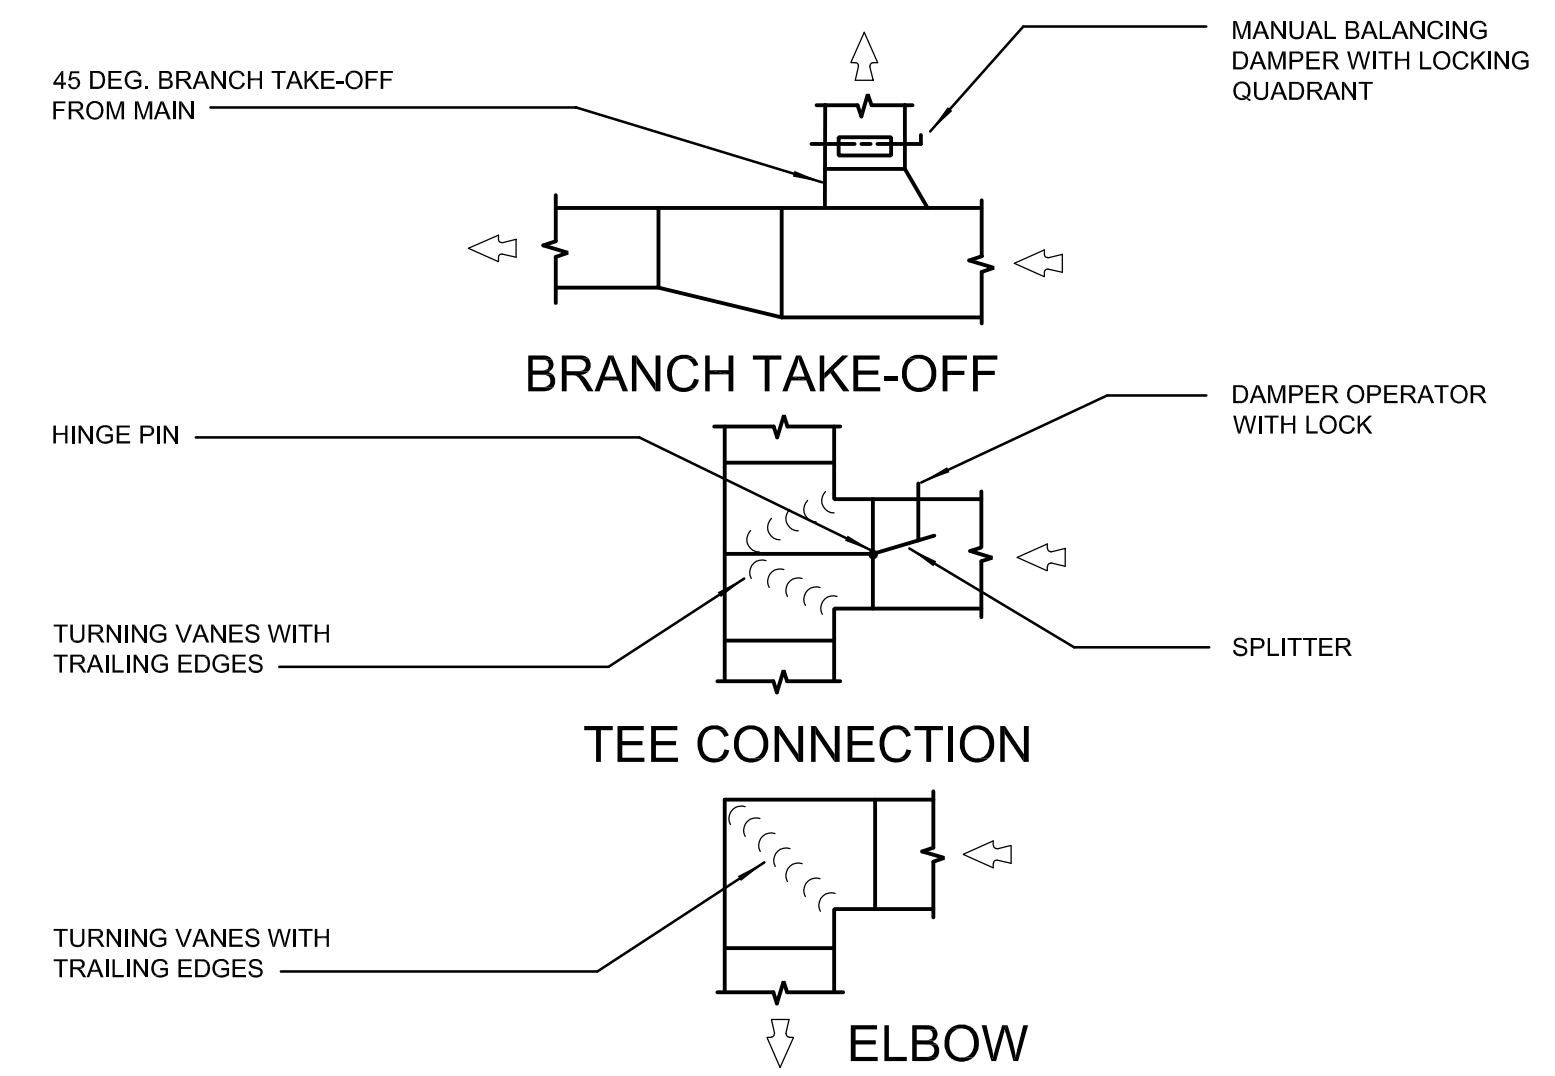 45 DEG. BRANCH TAKE-OFF
FROM MAIN
MANUAL BALANCING
DAMPER WITH LOCKING
QUADRANT
BRANCH TAKE-OFF
HINGE PIN
DAMPER OPERATOR
WITH LOCK
TURNING VANES WITH
TRAILING EDGES
SPLITTER
TEE CONNECTION
TURNING VANES WITH
TRAILING EDGES
ELBOW